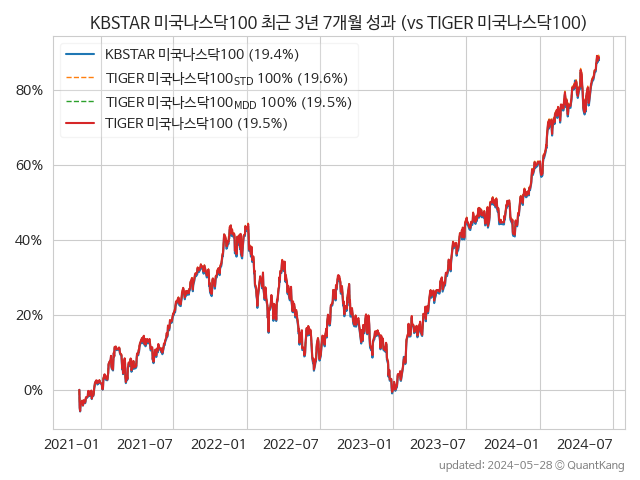 KBSTAR 미국나스닥100 최근 3년 7개월 성과 (vs TIGER 미국나스닥100)
KBSTAR 미국나스닥100 (19.4%)
TIGER 미국나스닥100STD 100% (19.6%)
TIGER 미국나스닥100MDD 100% (19.5%)
TIGER 미국나스닥100 (19.5%)
80%
60%
40%
20%
0%
2021-01 2021-07 2022-01 2022-07 2023-01 2023-07 2024-01 2024-07
updated: 2024-05-28 © QuantKang